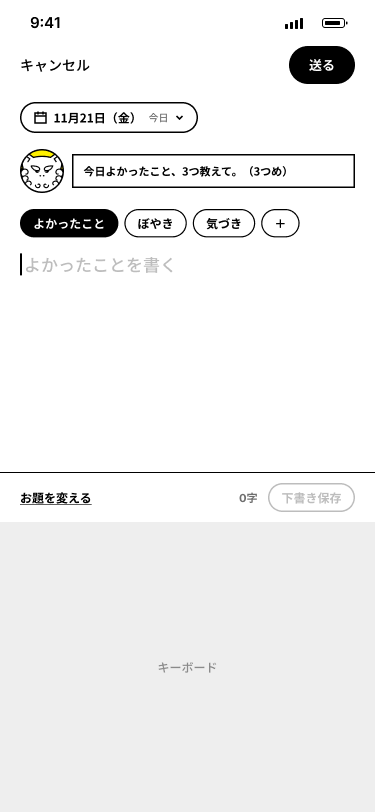 9:41
キャンセル
送る
11月21日（金） 今日
今日よかったこと、3つ教えて。（3つめ）
よかったこと
ぼやき
気づき
＋
よかったことを書く
お題を変える
0字
下書き保存
キーボード